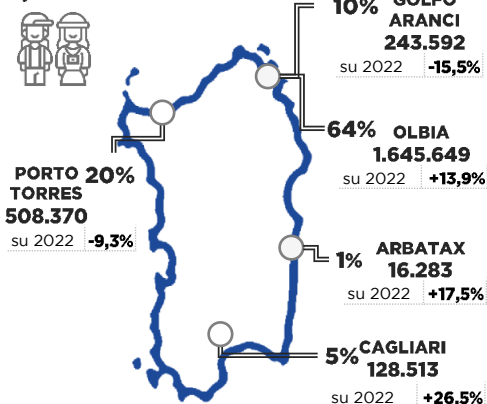 10% GOLFO
ARANCI
243.592
su 2022 -15,5%
64% OLBIA
1.645.649
su 2022 +13,9%
PORTO 20%
TORRES
508.370
su 2022 -9,3%
1% ARBATAX
16.283
su 2022 +17,5%
5% CAGLIARI
128.513
su 2022 +26,5%